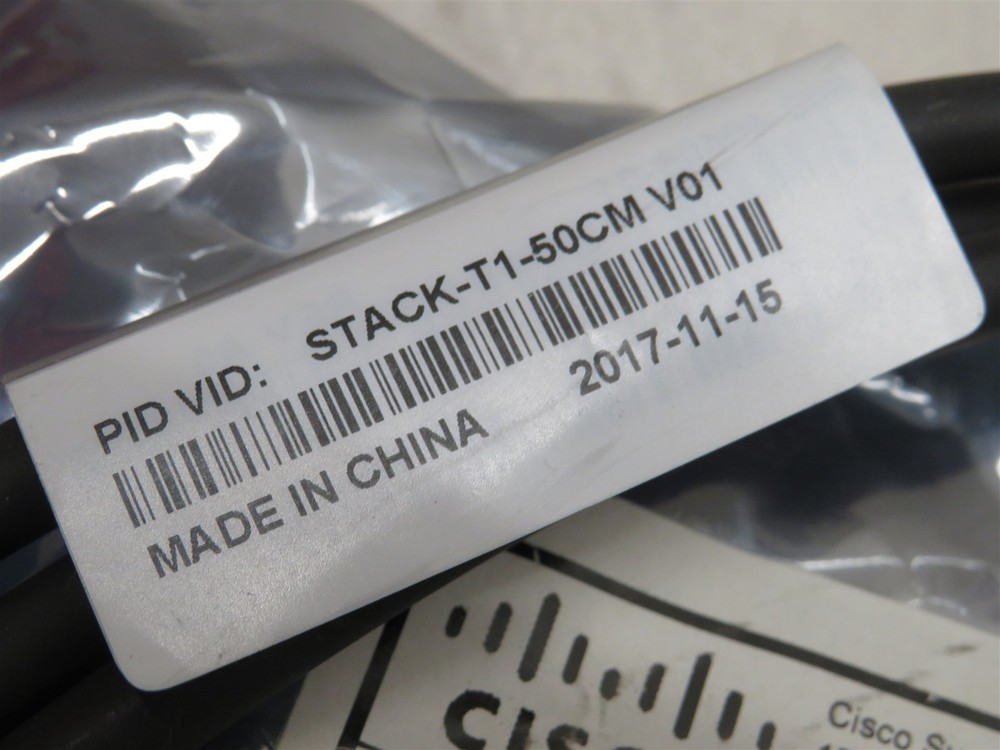 PID VID: STACK-T1-50CM V01
MADE IN CHINA 2017-11-15
Cisco